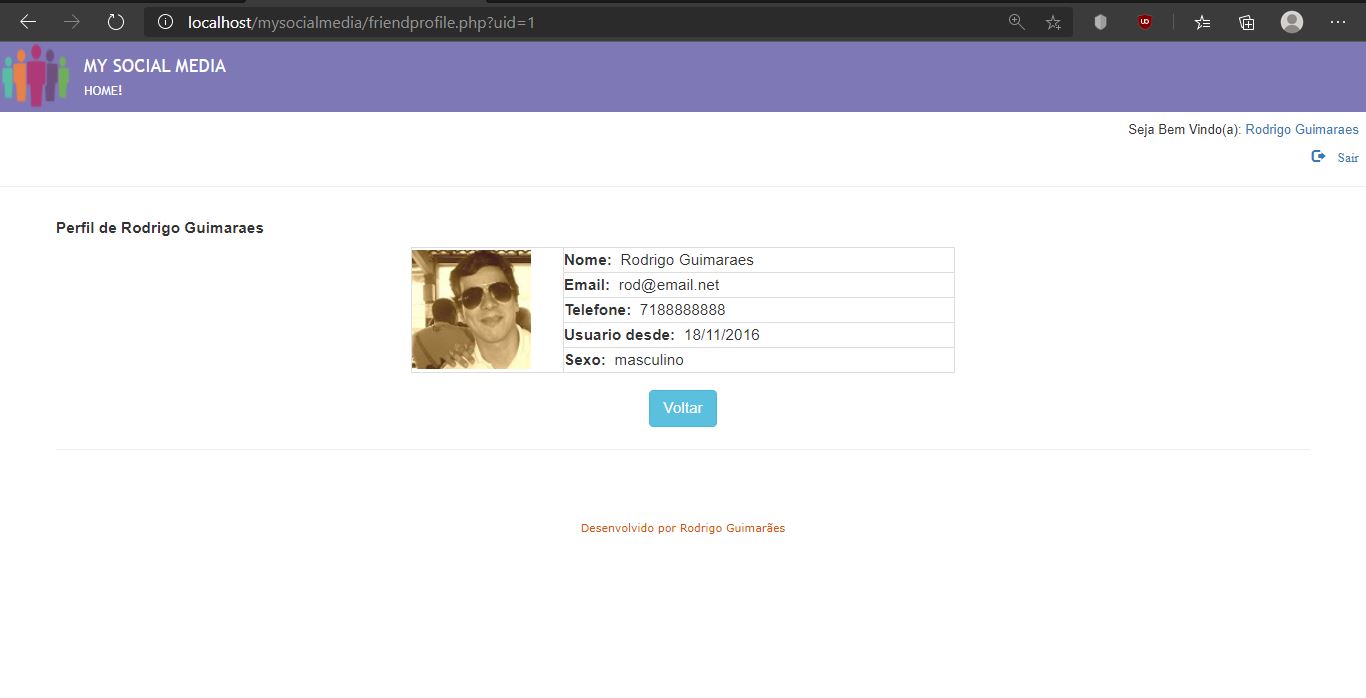 localhost/mysocialmedia/friendprofile.php?uid=1
MY SOCIAL MEDIA
HOME!
Seja Bem Vindo(a): Rodrigo Guimaraes
Sair
Perfil de Rodrigo Guimaraes
Nome: Rodrigo Guimaraes
Email: rod@email.net
Telefone: 7188888888
Usuario desde: 18/11/2016
Sexo: masculino
Voltar
Desenvolvido por Rodrigo Guimarães